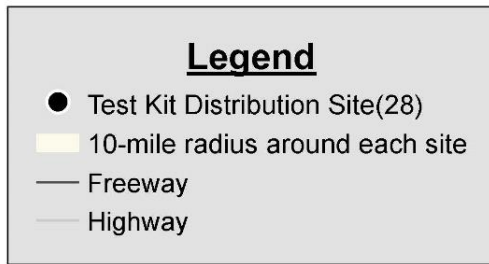 Legend
Test Kit Distribution Site(28)
10-mile radius around each site
Freeway
Highway